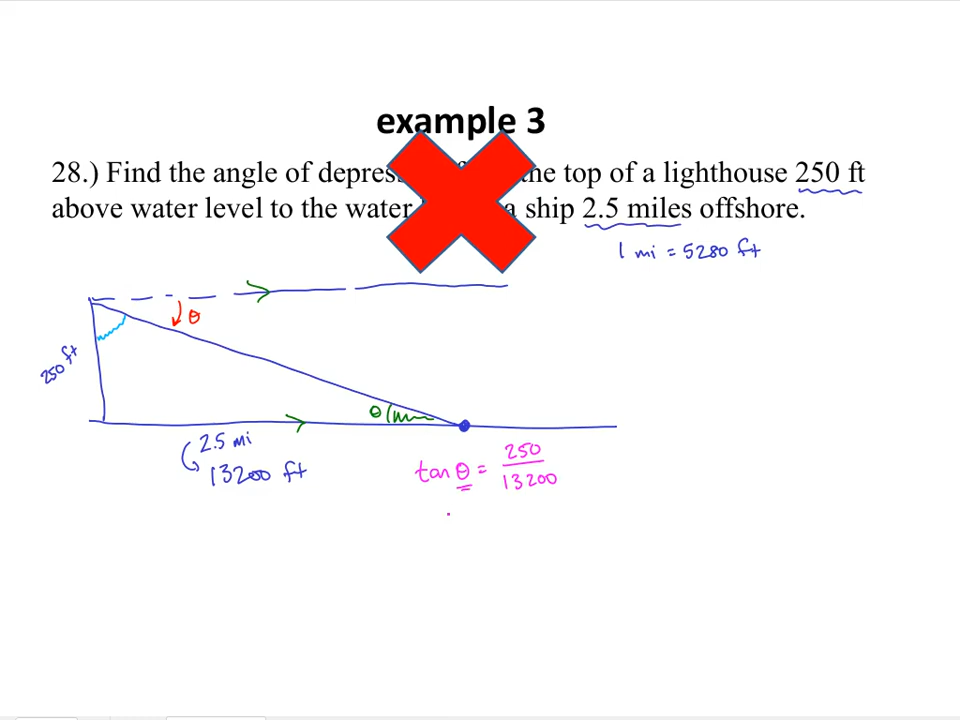 example 3
28.) Find the angle of depress the top of a lighthouse 250 ft
above water level to the water a ship 2.5 miles offshore.
1 mi = 5280 ft
θ
250 ft
θ
2.5 mi
13200 ft
tan θ = 250/13200